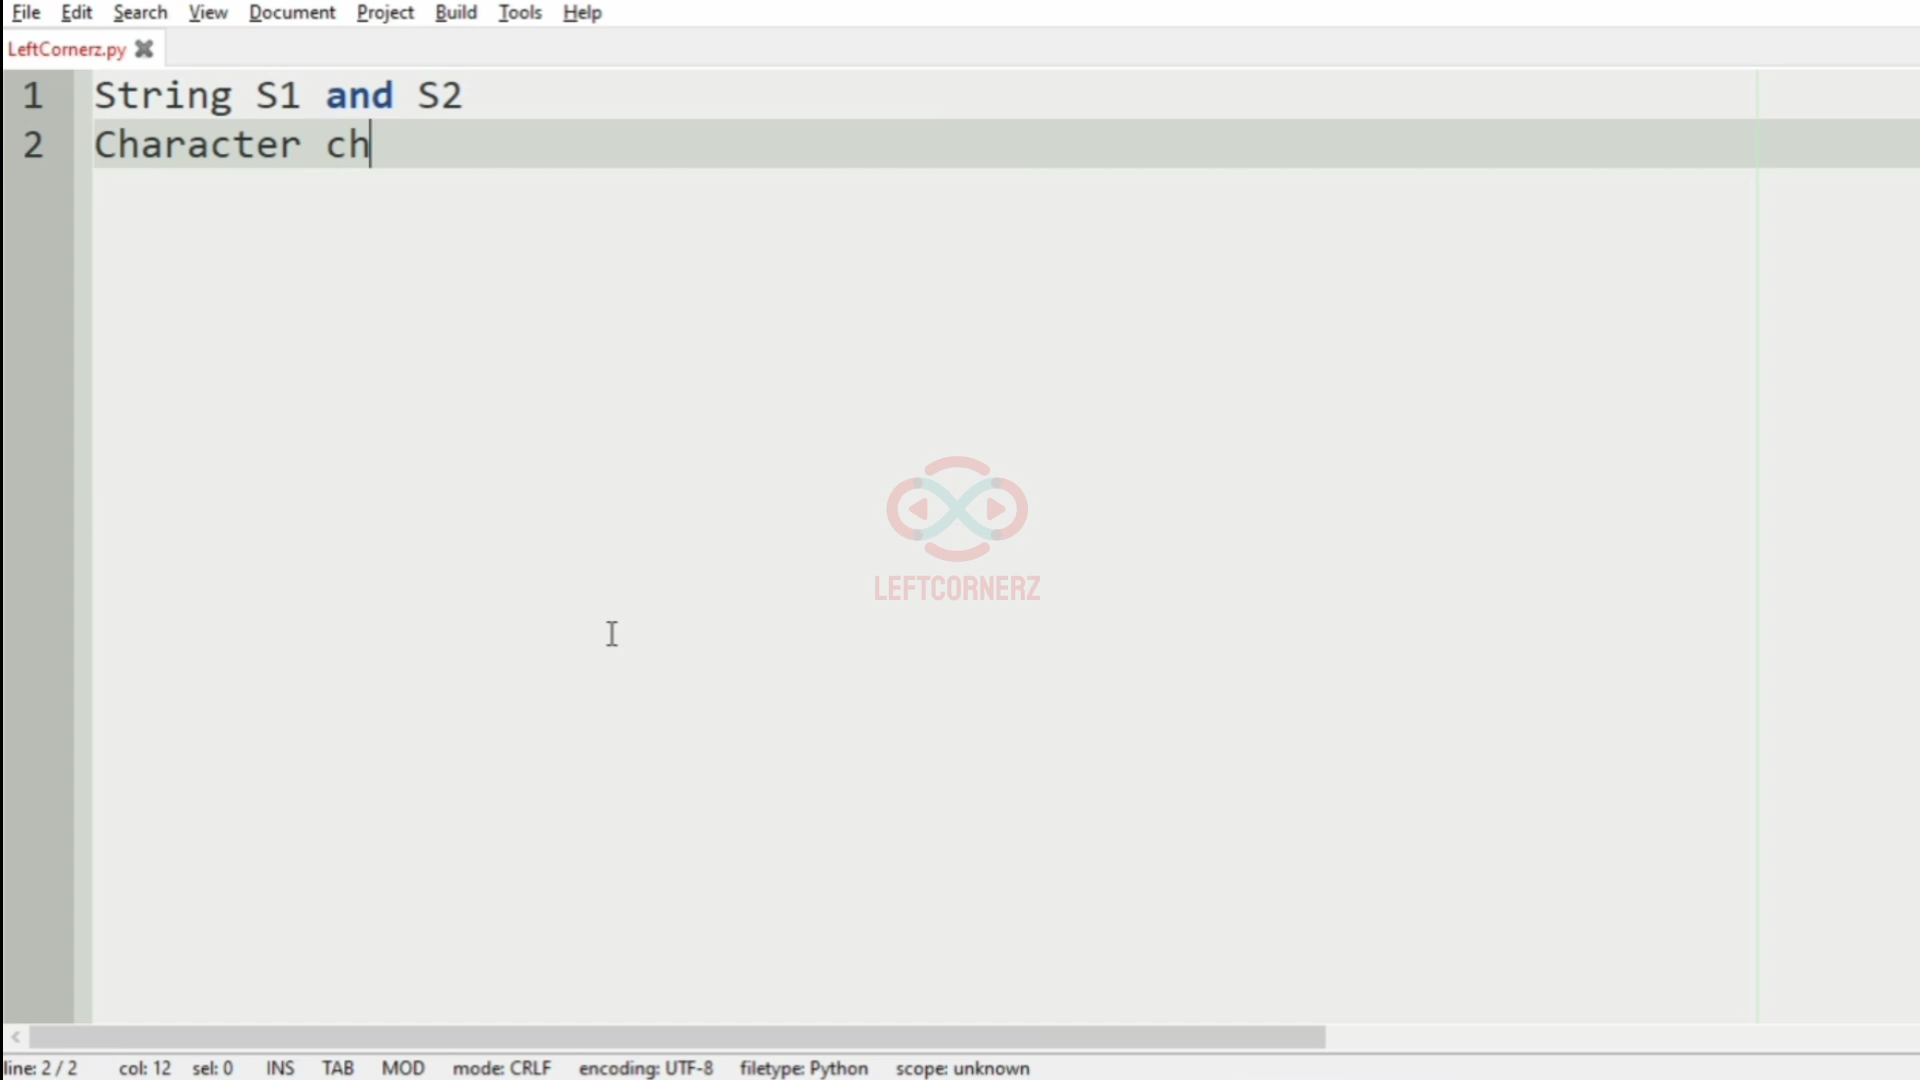 File Edit Search View Document Project Build Tools Help
LeftCornerz.py
1 String S1 and S2
2 Character ch
LEFTCORNERZ
line: 2 / 2 col: 12 sel: 0 INS TAB MOD mode: CRLF encoding: UTF-8 filetype: Python scope: unknown